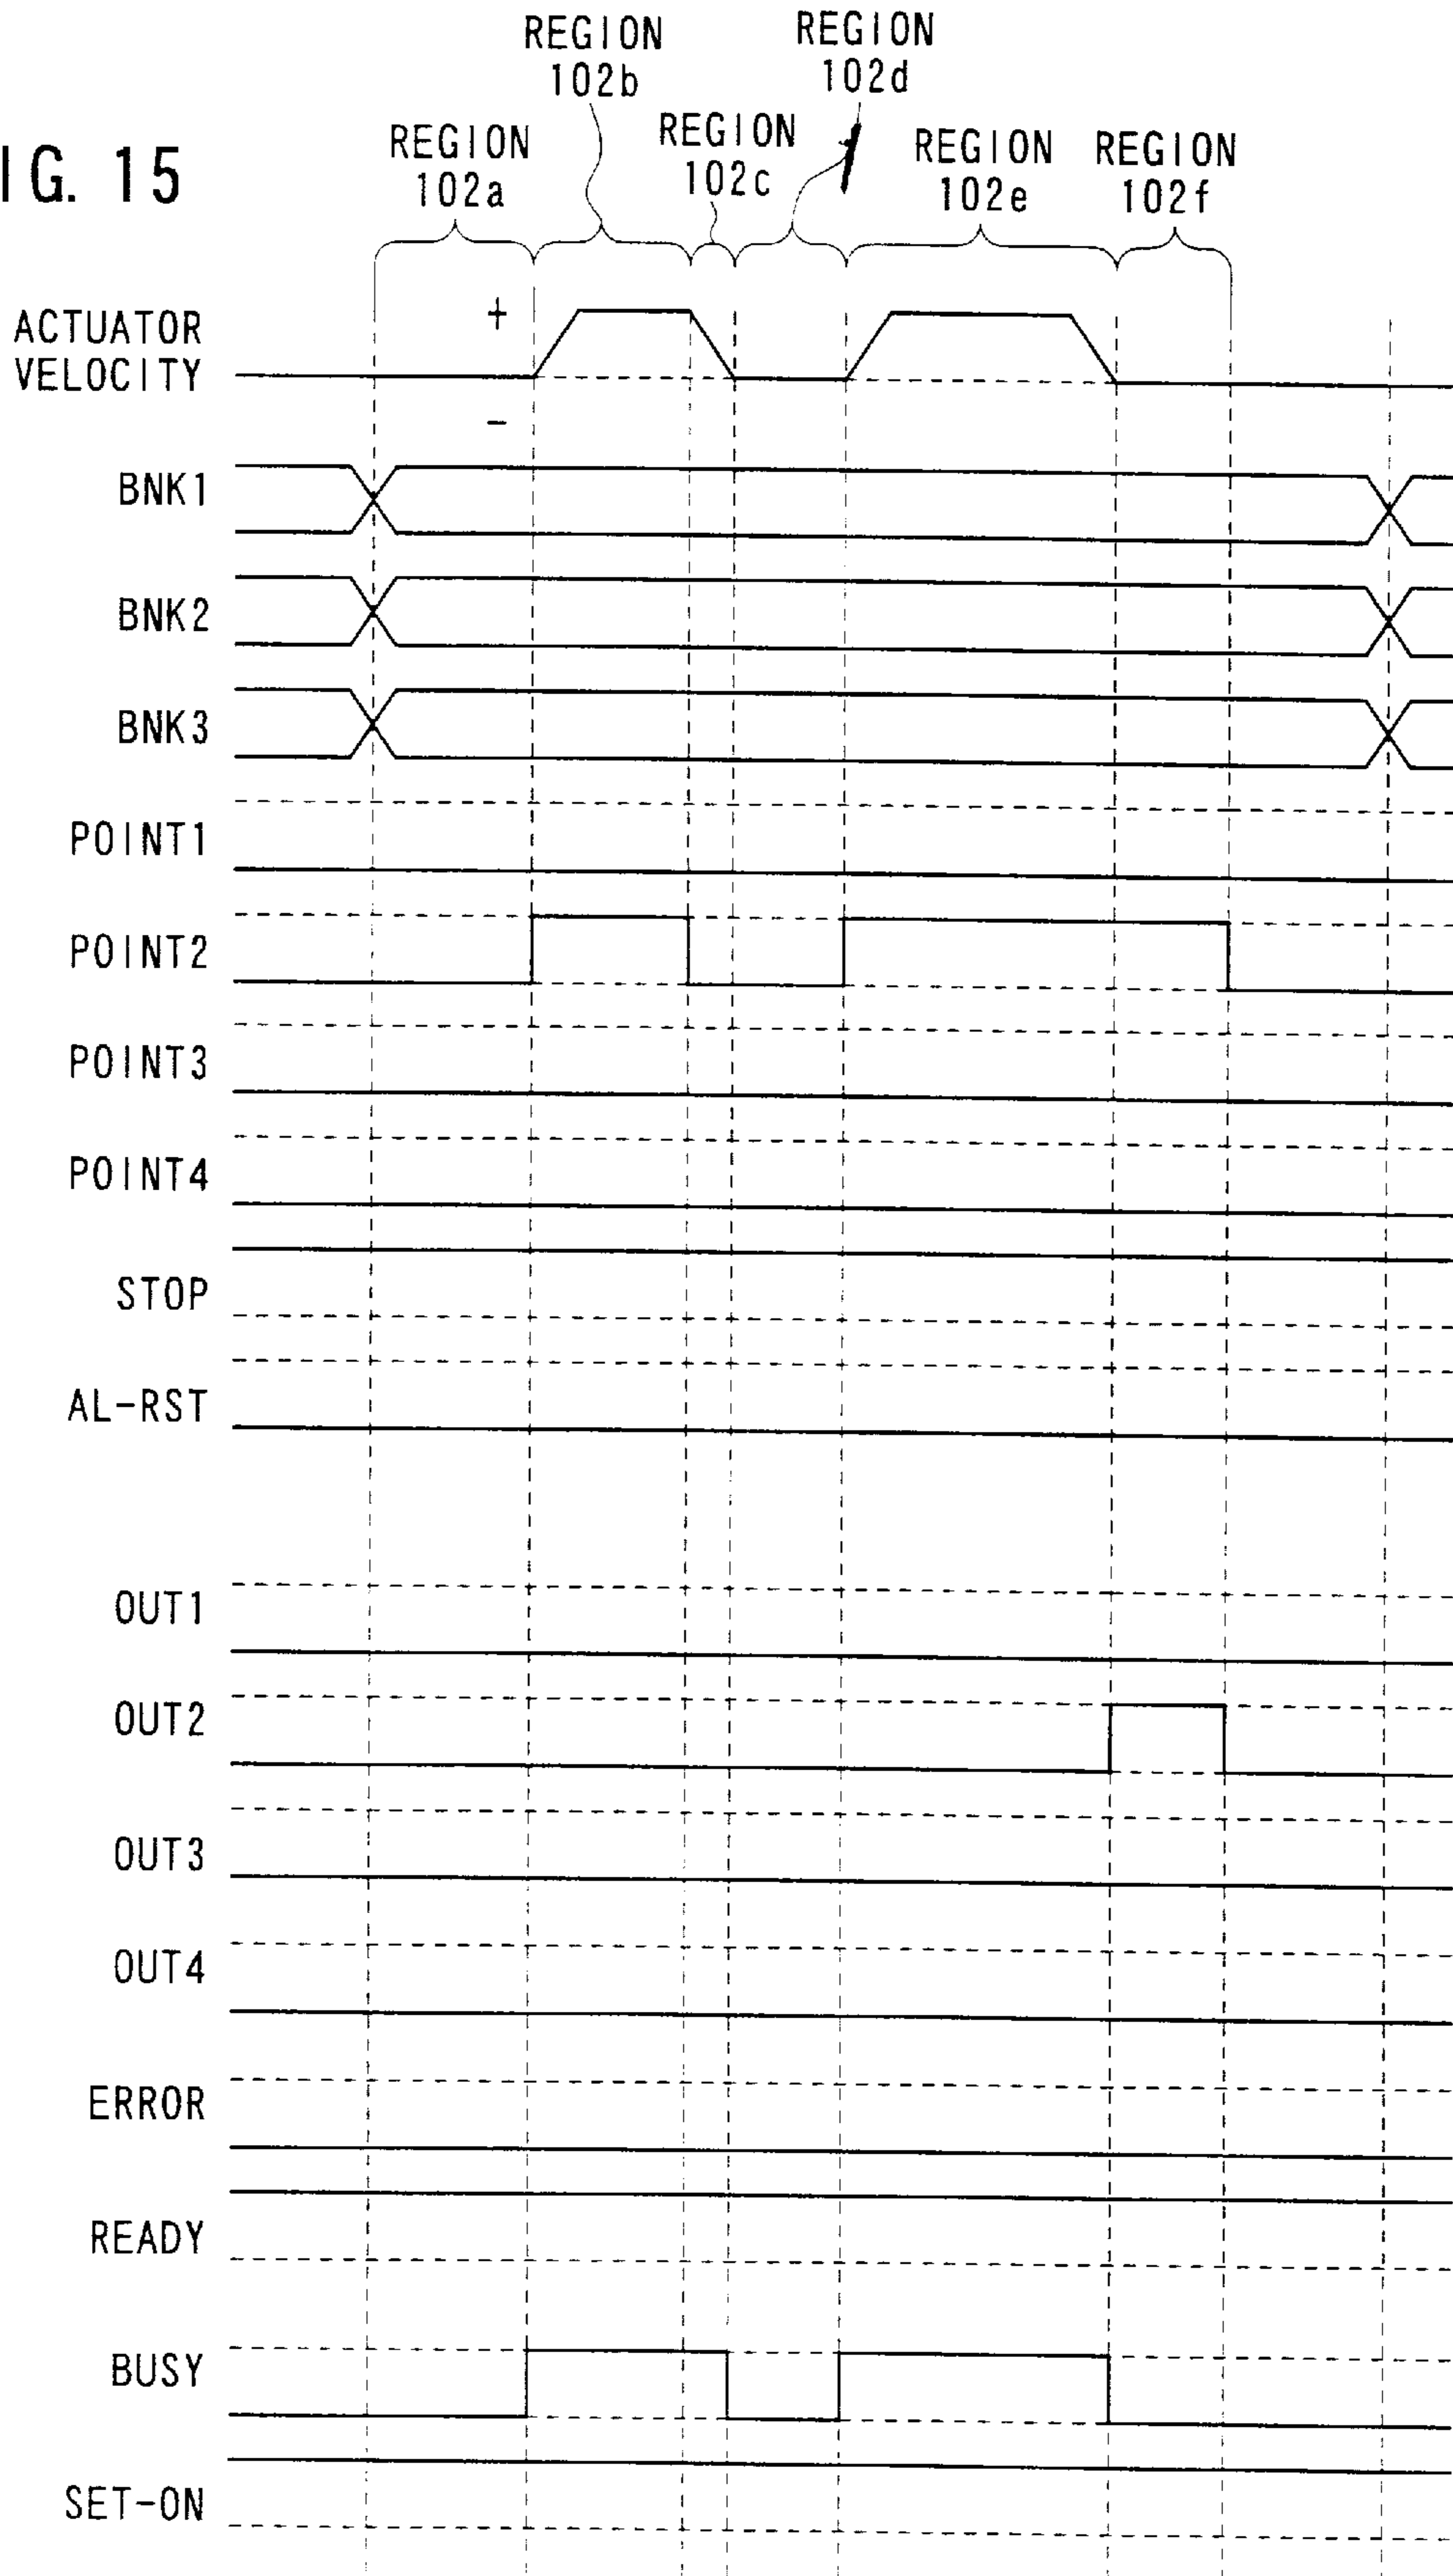 REGION
102b
REGION
102d
IG. 15
REGION
102a
REGION
102c
REGION
102e
REGION
102f
ACTUATOR
VELOCITY
+
-
BNK1
BNK2
BNK3
POINT1
POINT2
POINT3
POINT4
STOP
AL-RST
OUT1
OUT2
OUT3
OUT4
ERROR
READY
BUSY
SET-ON